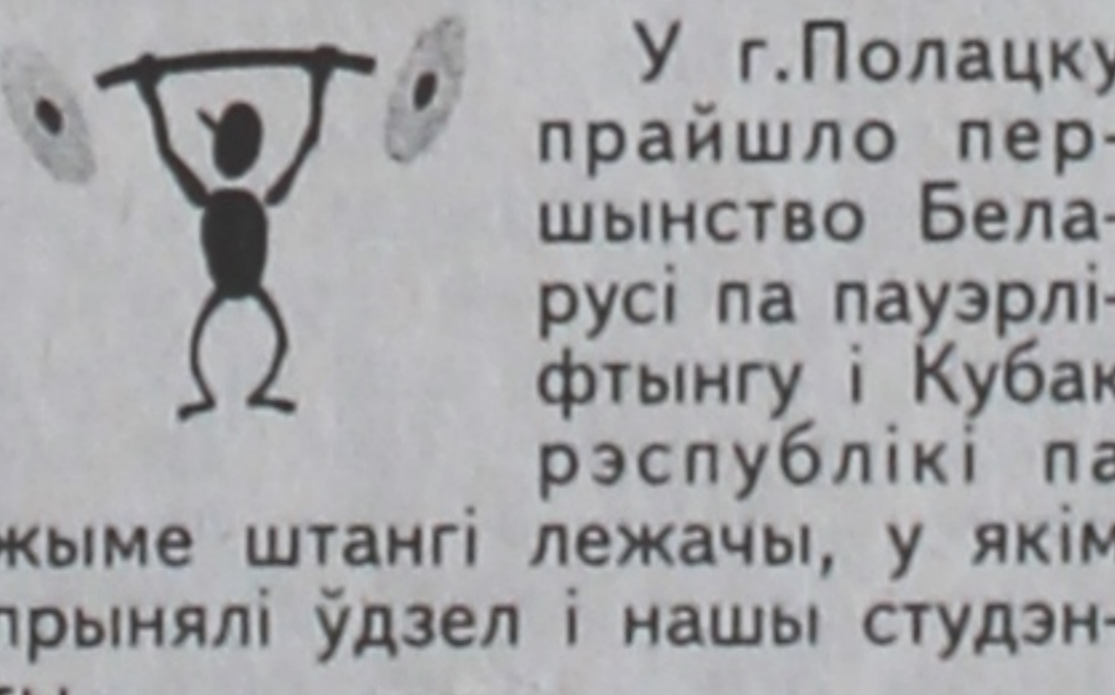 У г.Полацку
прайшло пер-
шынство Бела-
русі па пауэрлі-
фтынгу і Кубак
рэспублікі па
жыме штангі лежачы, у якім
прынялі ўдзел і нашы студэн-